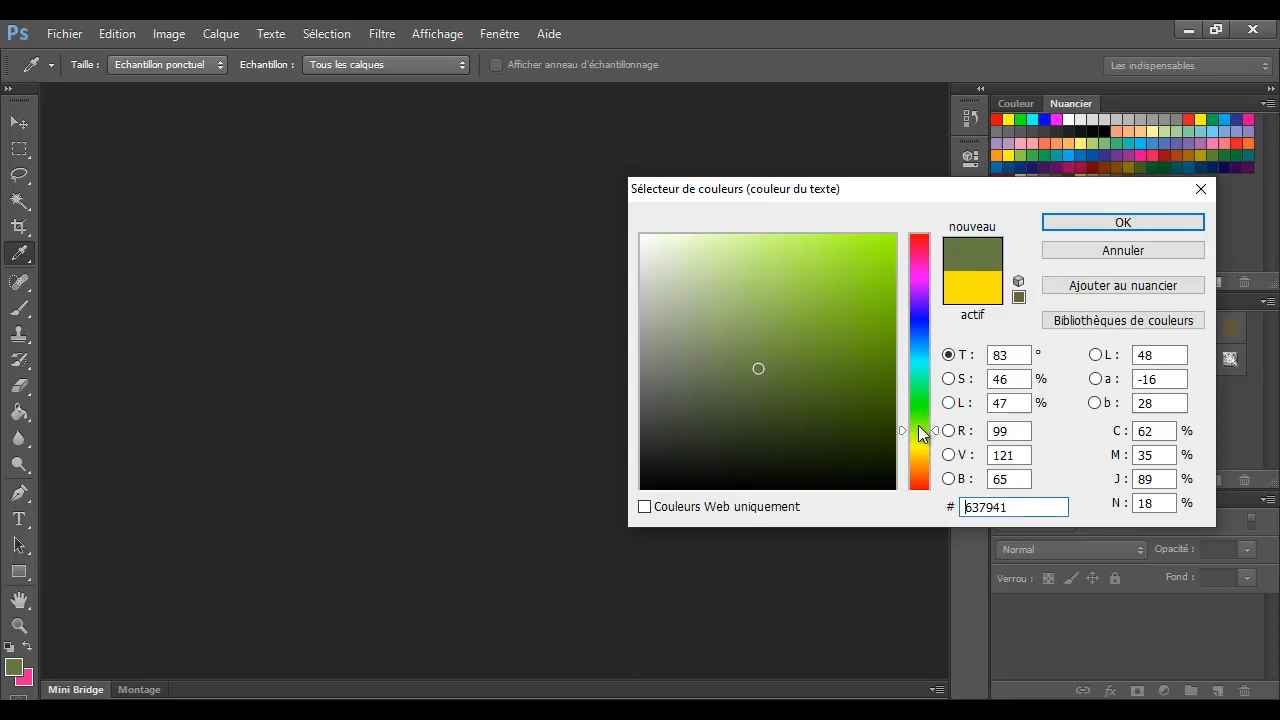 Ps Fichier Edition Image Calque Texte Sélection Filtre Affichage Fenêtre Aide
Taille : Echantillon ponctuel Echantillon : Tous les calques Afficher anneau d'échantillonnage Les indispensables
Couleur Nuancier
Sélecteur de couleurs (couleur du texte)
nouveau
actif
OK
Annuler
Ajouter au nuancier
Bibliothèques de couleurs
T : 83 ° L : 48
S : 46 % a : -16
L : 47 % b : 28
R : 99 C : 62 %
V : 121 M : 35 %
B : 65 J : 89 %
# 637941 N : 18 %
Couleurs Web uniquement
Normal Opacité :
Verrou : Fond :
Mini Bridge Montage